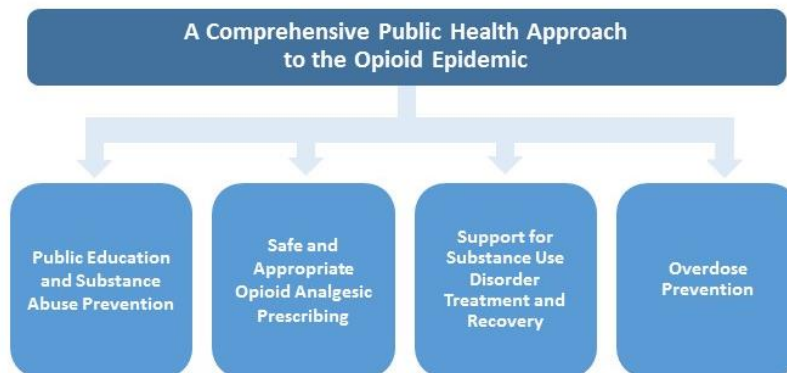 A Comprehensive Public Health Approach
to the Opioid Epidemic
Public Education
and Substance
Abuse Prevention
Safe and
Appropriate
Opioid Analgesic
Prescribing
Support for
Substance Use
Disorder
Treatment and
Recovery
Overdose
Prevention